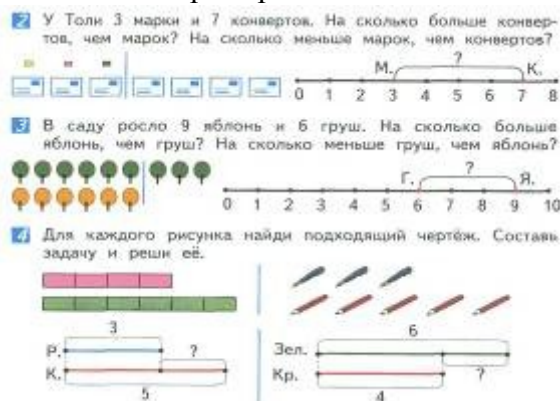 2 У Толи 3 марки и 7 конвертов. На сколько больше конвер-
тов, чем марок? На сколько меньше марок, чем конвертов?
М. ? К.
0 1 2 3 4 5 6 7 8
3 В саду росло 9 яблонь и 6 груш. На сколько больше
яблонь, чем груш? На сколько меньше груш, чем яблонь?
Г. ? Я.
0 1 2 3 4 5 6 7 8 9 10
4 Для каждого рисунка найди подходящий чертёж. Составь
задачу и реши её.
3
Р. ?
К.
5
6
Зел.
Кр. ?
4